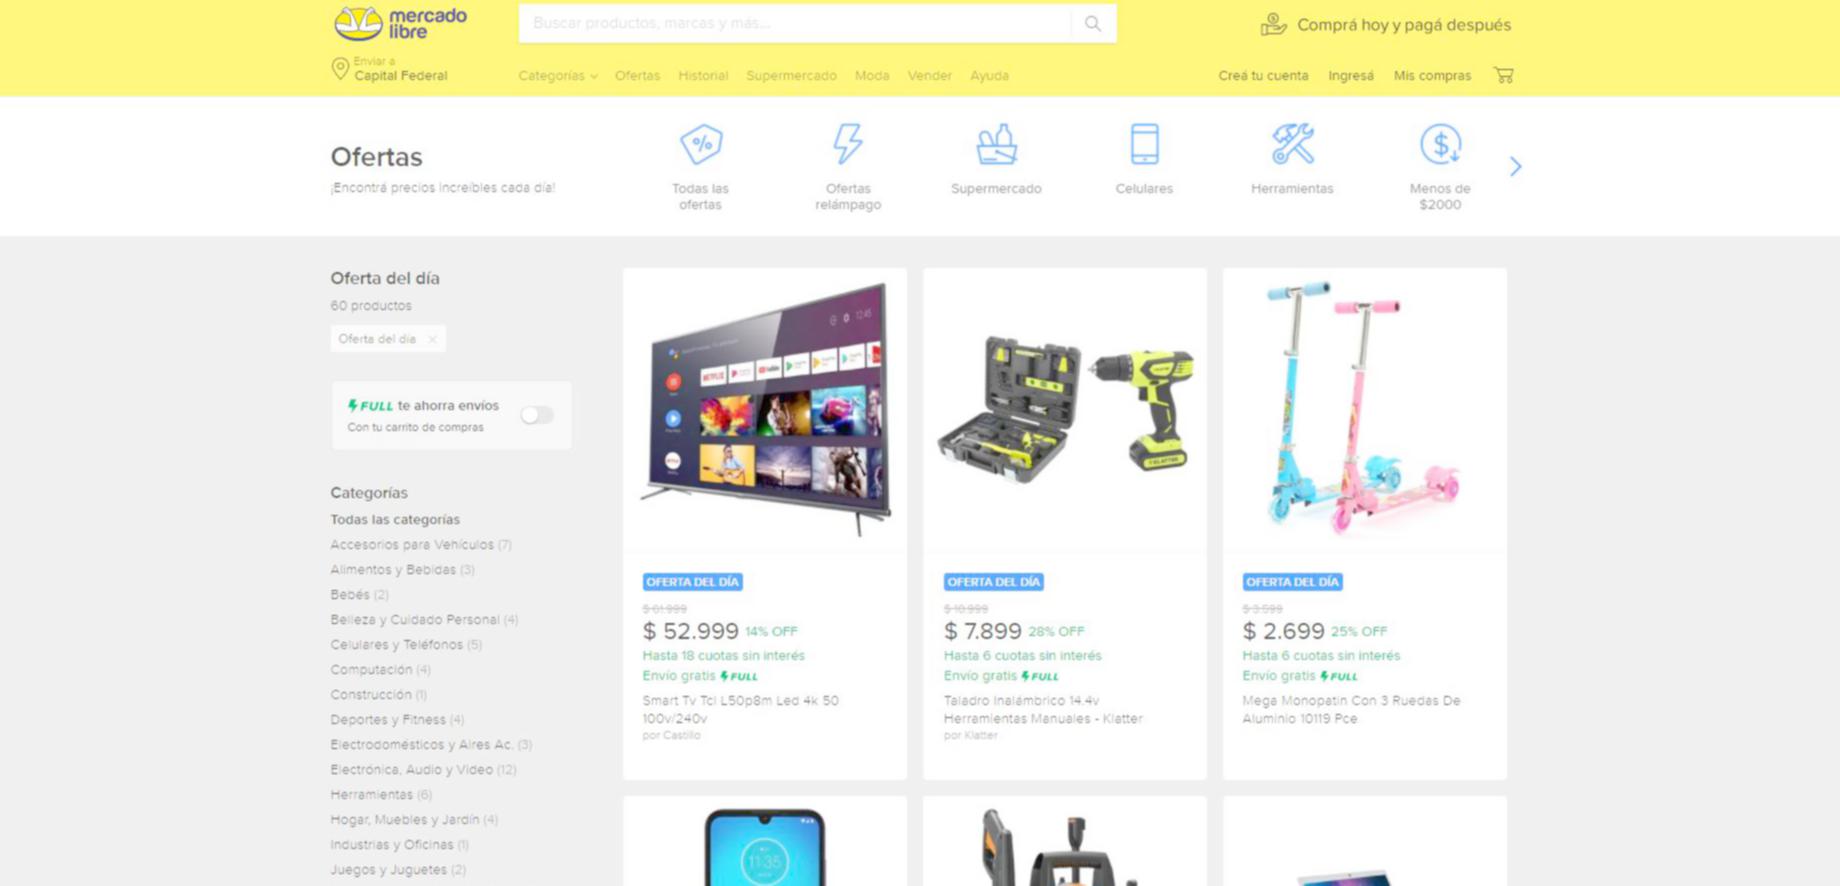 mercado
libre
Buscar productos, marcas y más...
Comprá hoy y pagá después
Enviar a
Capital Federal
Categorías
Ofertas
Historial
Supermercado
Moda
Vender
Ayuda
Creá tu cuenta
Ingresá
Mis compras
Ofertas
¡Encontrá precios increíbles cada día!
Todas las
ofertas
Ofertas
relámpago
Supermercado
Celulares
Herramientas
Menos de
$2000
Oferta del día
60 productos
Oferta del día
FULL te ahorra envíos
Con tu carrito de compras
Categorías
Todas las categorías
Accesorios para Vehículos (7)
Alimentos y Bebidas (3)
Bebés (2)
Belleza y Cuidado Personal (4)
Celulares y Teléfonos (5)
Computación (4)
Construcción (1)
Deportes y Fitness (4)
Electrodomésticos y Aires Ac. (3)
Electrónica, Audio y Video (12)
Herramientas (6)
Hogar, Muebles y Jardín (4)
Industrias y Oficinas (1)
Juegos y Juguetes (2)
12:45
NETFLIX
YouTube
OFERTA DEL DÍA
$ 61.999
$ 52.999 14% OFF
Hasta 18 cuotas sin interés
Envío gratis FULL
Smart Tv Tcl L50p8m Led 4k 50
100v/240v
por Castillo
KLATTER
OFERTA DEL DÍA
$ 10.999
$ 7.899 28% OFF
Hasta 6 cuotas sin interés
Envío gratis FULL
Taladro Inalámbrico 14.4v
Herramientas Manuales - Klatter
por Klatter
OFERTA DEL DÍA
$ 3.599
$ 2.699 25% OFF
Hasta 6 cuotas sin interés
Envío gratis FULL
Mega Monopatin Con 3 Ruedas De
Aluminio 10119 Pce
11:35